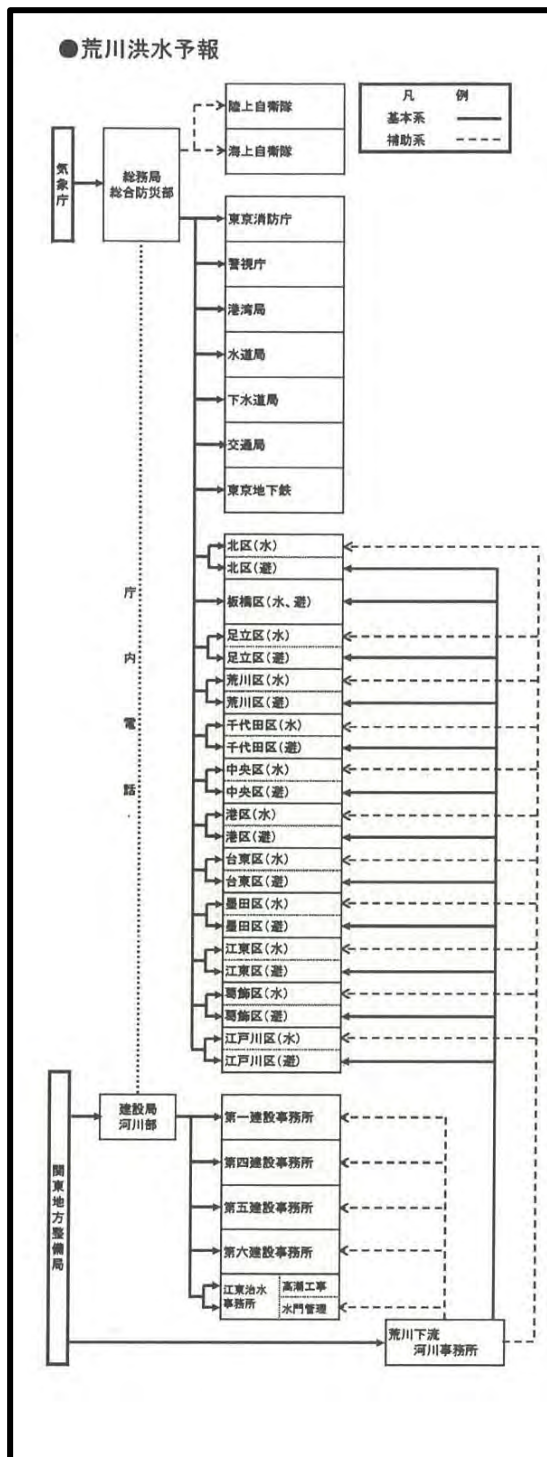 ●荒川洪水予報
凡 例
基本系
補助系
気象庁
総務局
総合防災部
陸上自衛隊
海上自衛隊
東京消防庁
警視庁
港湾局
水道局
下水道局
交通局
東京地下鉄
庁内電話
北区(水)
北区(避)
板橋区(水、避)
足立区(水)
足立区(避)
荒川区(水)
荒川区(避)
千代田区(水)
千代田区(避)
中央区(水)
中央区(避)
港区(水)
港区(避)
台東区(水)
台東区(避)
墨田区(水)
墨田区(避)
江東区(水)
江東区(避)
葛飾区(水)
葛飾区(避)
江戸川区(水)
江戸川区(避)
関東地方整備局
建設局
河川部
第一建設事務所
第四建設事務所
第五建設事務所
第六建設事務所
江東治水
事務所
高潮工事
水門管理
荒川下流
河川事務所